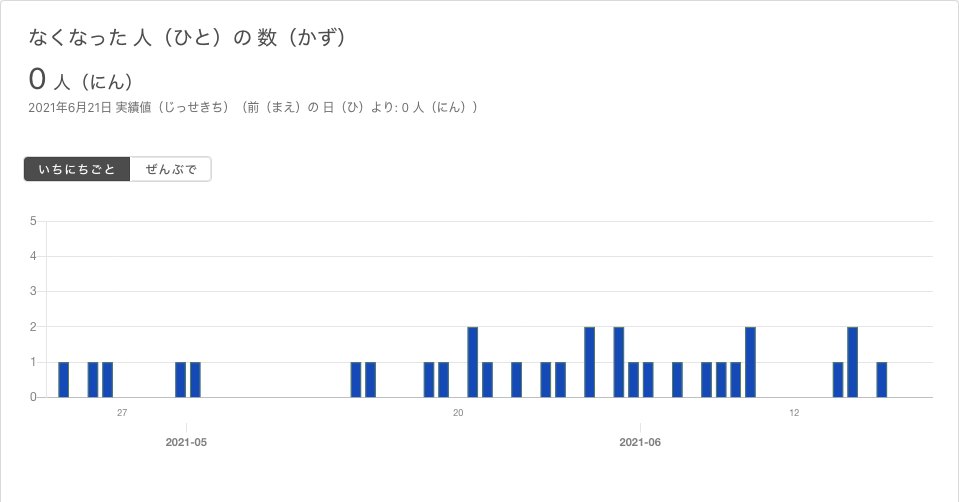 なくなった 人（ひと）の 数（かず）
0 人（にん）
2021年6月21日 実績値（じっせきち）（前（まえ）の 日（ひ）より: 0 人（にん））
いちにちごと ぜんぶで
5
4
3
2
1
0
27 20 12
2021-05 2021-06